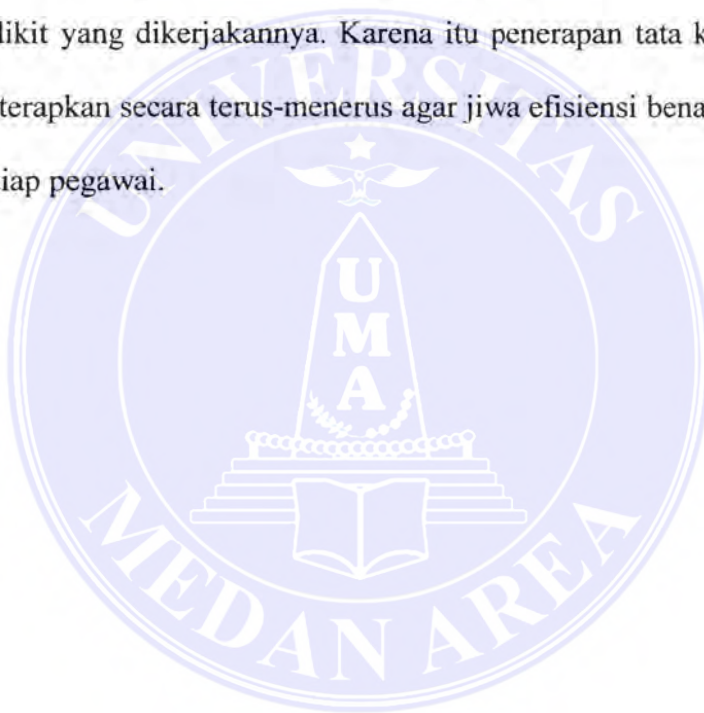 likit yang dikerjakannya. Karena itu penerapan tata k
terapkan secara terus-menerus agar jiwa efisiensi bena
iap pegawai.
UNIVERSITAS
UMA
MEDAN AREA